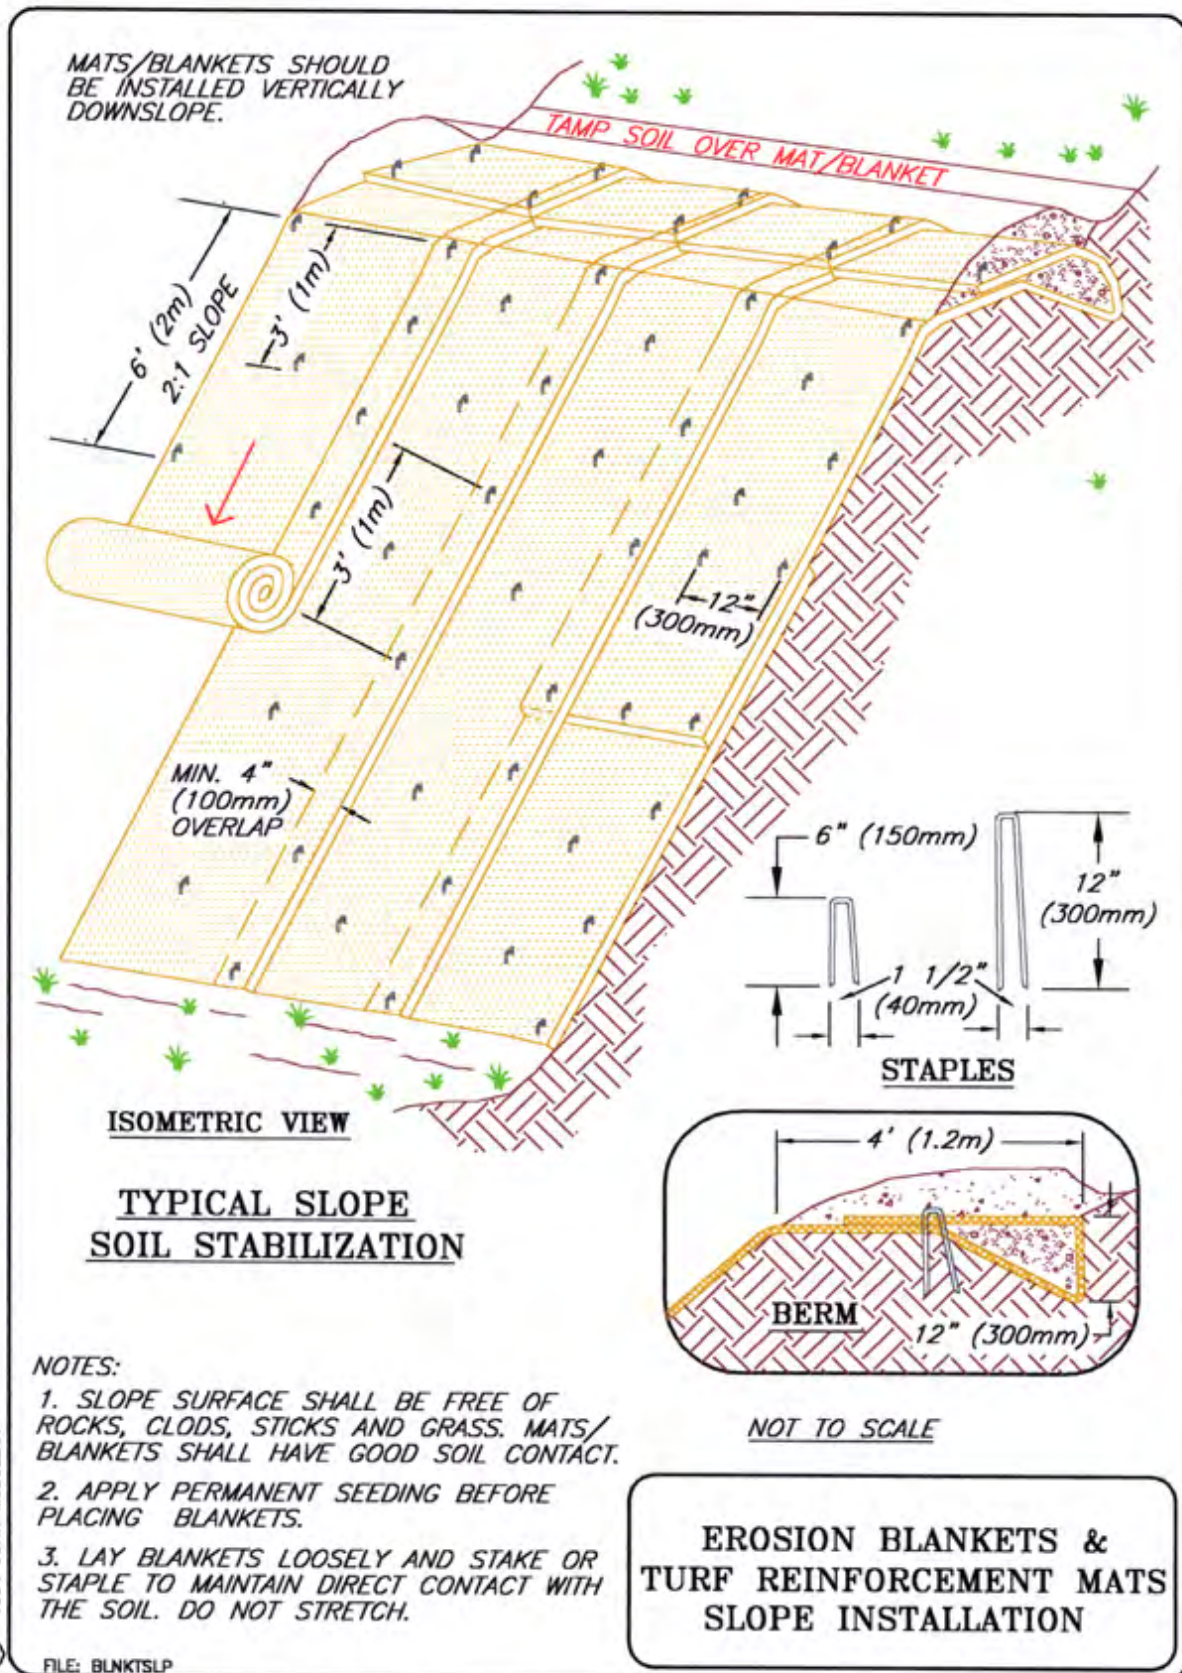 MATS/BLANKETS SHOULD
BE INSTALLED VERTICALLY
DOWNSLOPE.
TAMP SOIL OVER MAT/BLANKET
6' (2m)
2:1 SLOPE
3' (1m)
3' (1m)
12"
(300mm)
MIN. 4"
(100mm)
OVERLAP
6" (150mm)
12"
(300mm)
1 1/2"
(40mm)
STAPLES
ISOMETRIC VIEW
TYPICAL SLOPE
SOIL STABILIZATION
4' (1.2m)
BERM
12" (300mm)
NOT TO SCALE
NOTES:
1. SLOPE SURFACE SHALL BE FREE OF
ROCKS, CLODS, STICKS AND GRASS. MATS/
BLANKETS SHALL HAVE GOOD SOIL CONTACT.
2. APPLY PERMANENT SEEDING BEFORE
PLACING BLANKETS.
3. LAY BLANKETS LOOSELY AND STAKE OR
STAPLE TO MAINTAIN DIRECT CONTACT WITH
THE SOIL. DO NOT STRETCH.
EROSION BLANKETS &
TURF REINFORCEMENT MATS
SLOPE INSTALLATION
FILE: BLNKTSLP